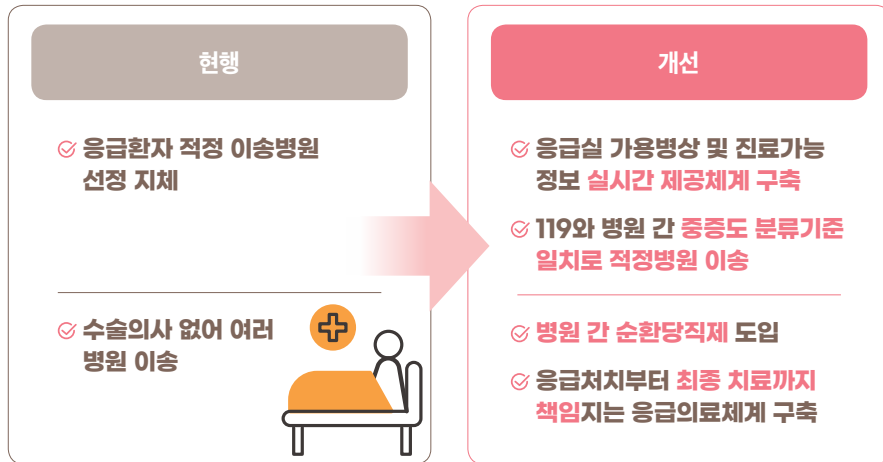 현행
응급환자 적정 이송병원
선정 지체
수술의사 없어 여러
병원 이송
개선
응급실 가용병상 및 진료가능
정보 실시간 제공체계 구축
119와 병원 간 중증도 분류기준
일치로 적정병원 이송
병원 간 순환당직제 도입
응급처치부터 최종 치료까지
책임지는 응급의료체계 구축